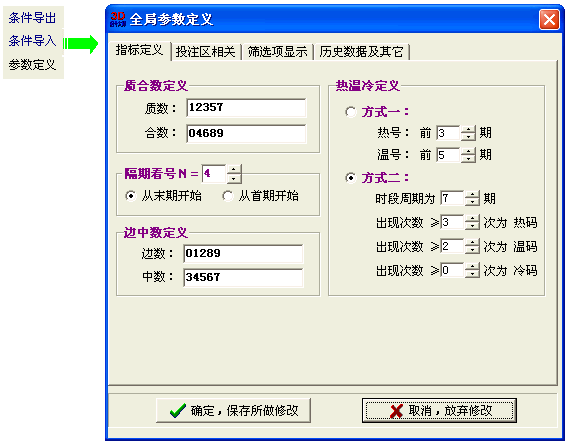 条件导出
条件导入
参数定义
3D 全局参数定义
指标定义 投注区相关 筛选项显示 历史数据及其它
质合数定义
质数： 12357
合数： 04689
隔期看号N＝ 4
从末期开始 从首期开始
边中数定义
边数： 01289
中数： 34567
热温冷定义
方式一：
热号： 前 3 期
温号： 前 5 期
方式二：
时段周期为 7 期
出现次数 ≥ 3 次为 热码
出现次数 ≥ 2 次为 温码
出现次数 ≥ 0 次为 冷码
确定，保存所做修改 取消，放弃修改